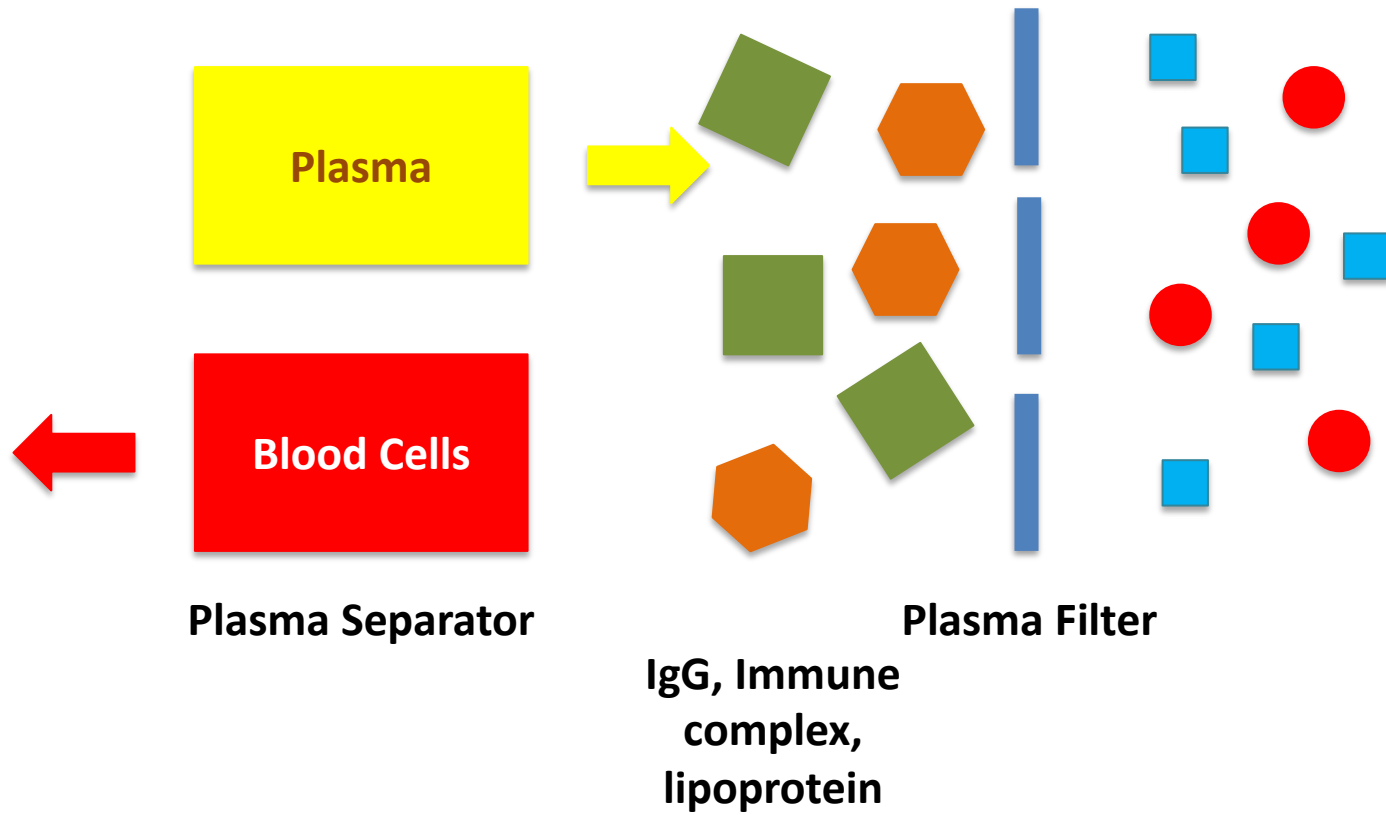 Plasma
Blood Cells
Plasma Separator
Plasma Filter
IgG, Immune
complex,
lipoprotein